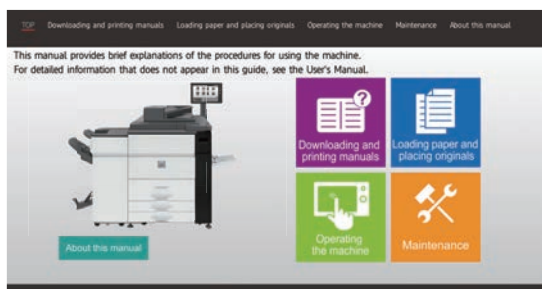 TOP Downloading and printing manuals Loading paper and placing originals Operating the machine Maintenance About this manual
This manual provides brief explanations of the procedures for using the machine.
For detailed information that does not appear in this guide, see the User's Manual.
Downloading and
printing manuals
Loading paper and
placing originals
Operating
the machine
Maintenance
About this manual